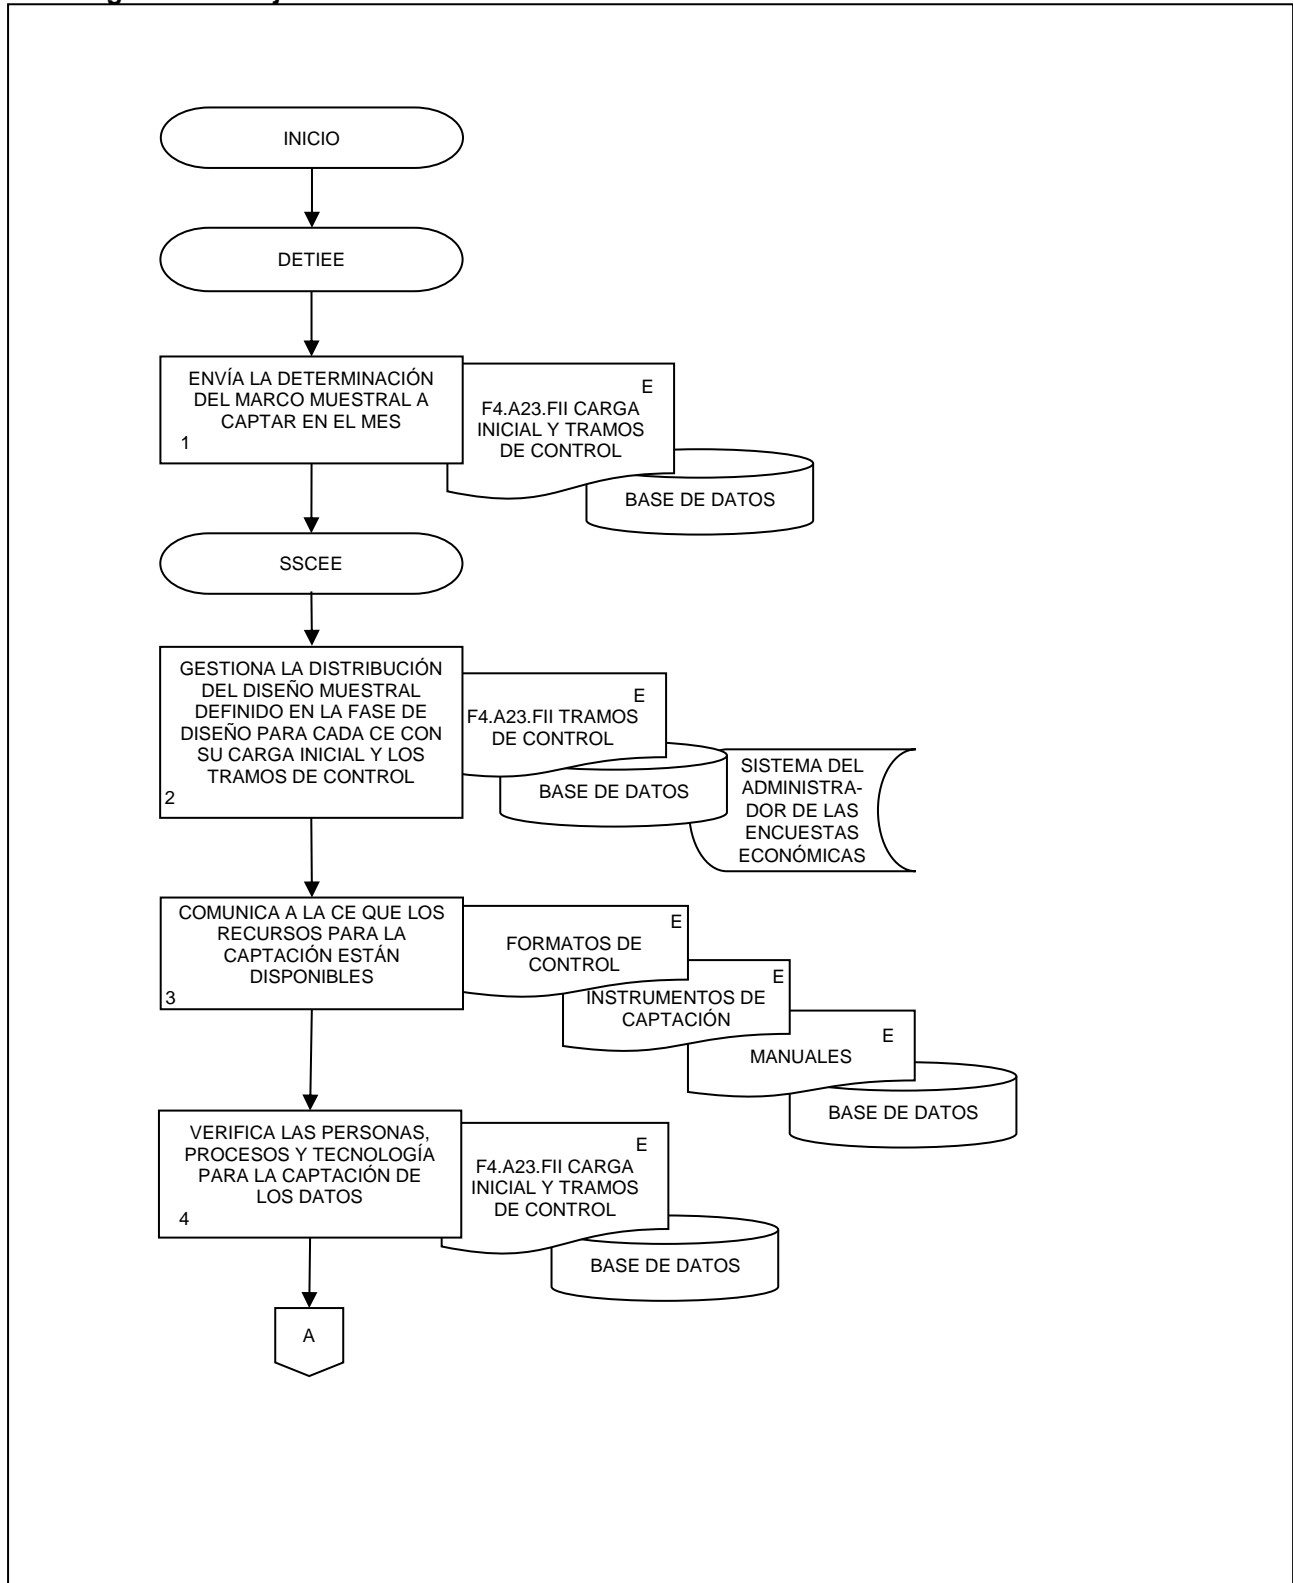 INICIO
DETIEE
ENVÍA LA DETERMINACIÓN
DEL MARCO MUESTRAL A
CAPTAR EN EL MES
1
E
F4.A23.FII CARGA
INICIAL Y TRAMOS
DE CONTROL
BASE DE DATOS
SSCEE
GESTIONA LA DISTRIBUCIÓN
DEL DISEÑO MUESTRAL
DEFINIDO EN LA FASE DE
DISEÑO PARA CADA CE CON
SU CARGA INICIAL Y LOS
TRAMOS DE CONTROL
2
E
F4.A23.FII TRAMOS
DE CONTROL
BASE DE DATOS
SISTEMA DEL
ADMINISTRA-
DOR DE LAS
ENCUESTAS
ECONÓMICAS
COMUNICA A LA CE QUE LOS
RECURSOS PARA LA
CAPTACIÓN ESTÁN
DISPONIBLES
3
E
FORMATOS DE
CONTROL
E
INSTRUMENTOS DE
CAPTACIÓN
E
MANUALES
BASE DE DATOS
VERIFICA LAS PERSONAS,
PROCESOS Y TECNOLOGÍA
PARA LA CAPTACIÓN DE
LOS DATOS
4
E
F4.A23.FII CARGA
INICIAL Y TRAMOS
DE CONTROL
BASE DE DATOS
A